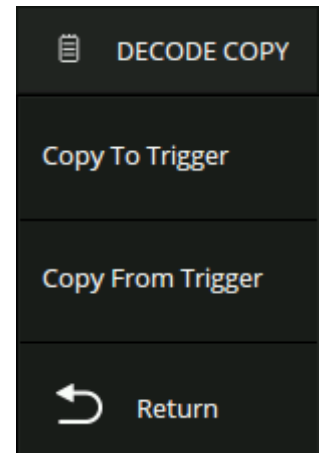 DECODE COPY
Copy To Trigger
Copy From Trigger
Return